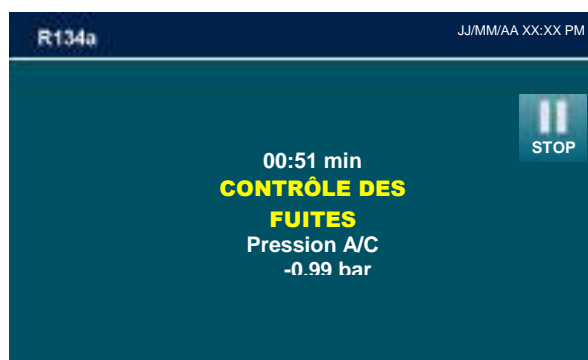 R134a
JJ/MM/AA XX:XX PM
STOP
00:51 min
CONTRÔLE DES
FUITES
Pression A/C
-0.99 bar